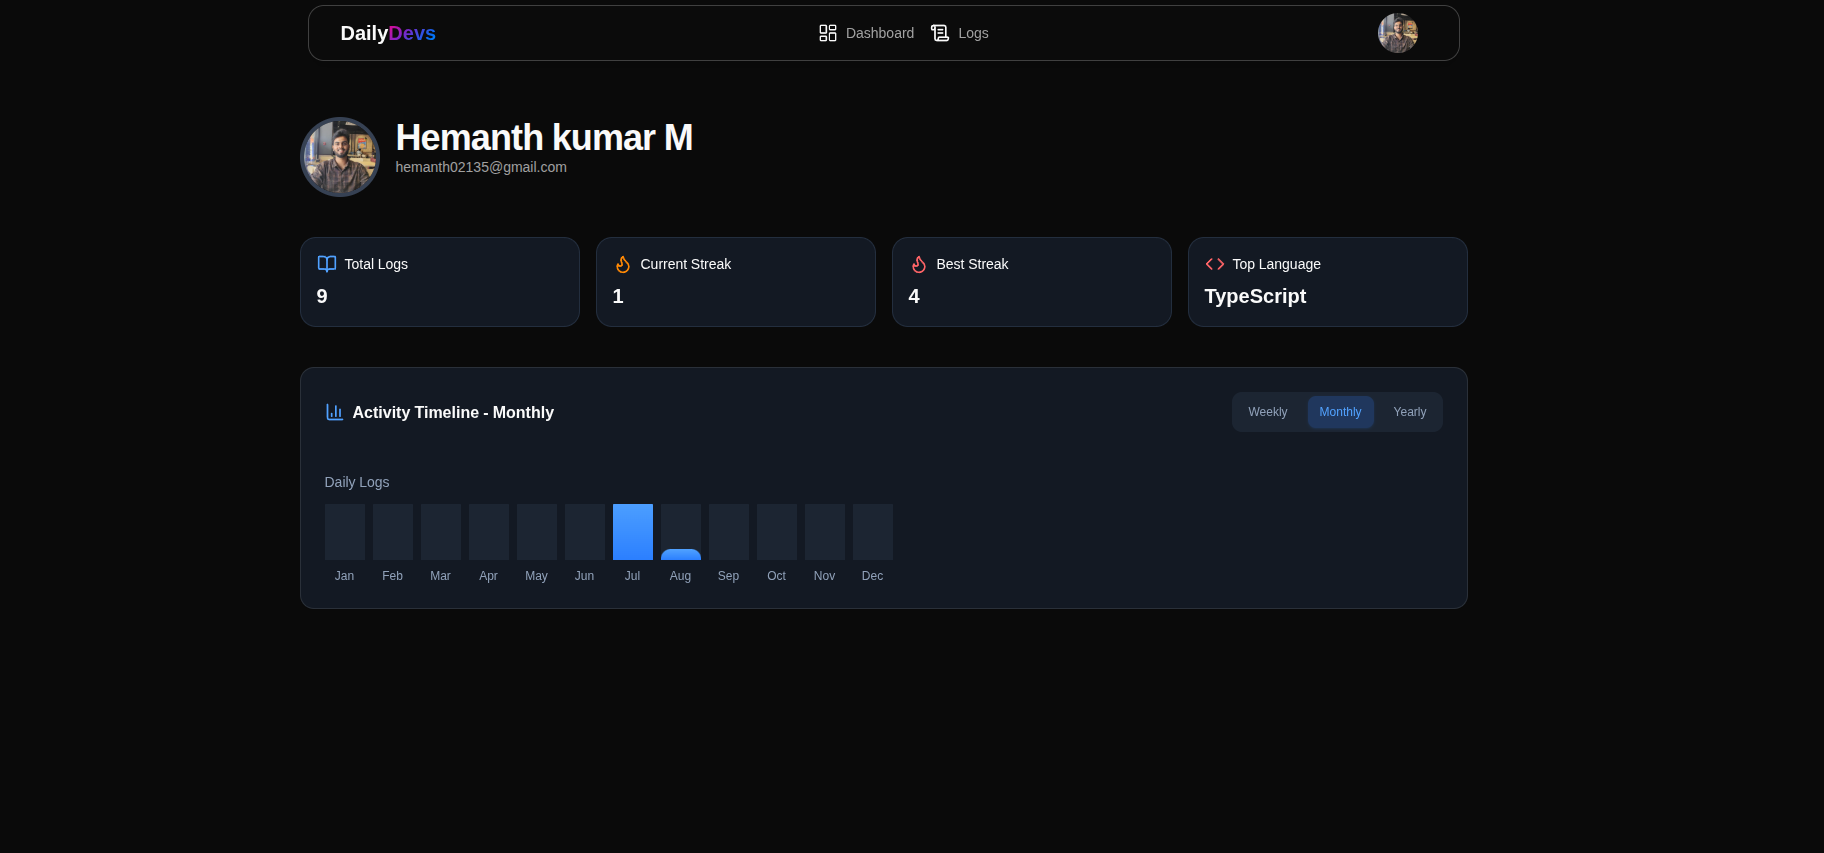 DailyDevs
Dashboard Logs
Hemanth kumar M
hemanth02135@gmail.com
Total Logs
9
Current Streak
1
Best Streak
4
Top Language
TypeScript
Activity Timeline - Monthly
Weekly Monthly Yearly
Daily Logs
Jan Feb Mar Apr May Jun Jul Aug Sep Oct Nov Dec